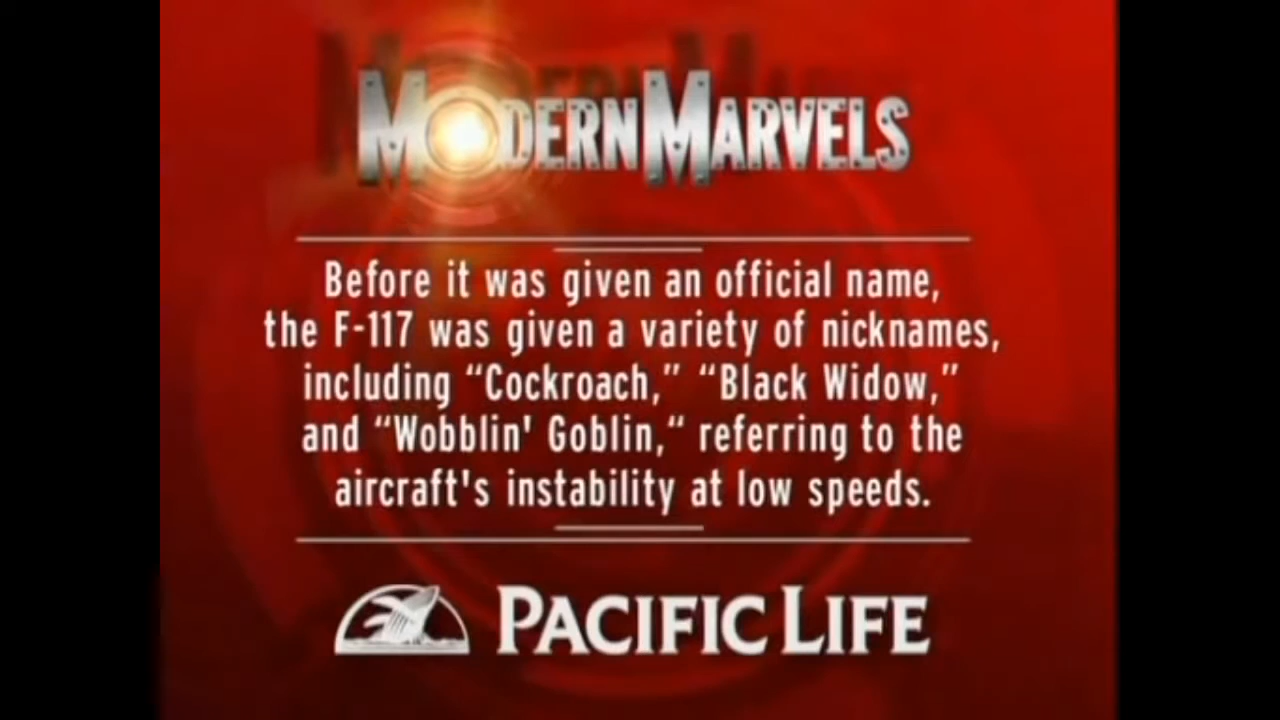 MODERN MARVELS
Before it was given an official name,
the F-117 was given a variety of nicknames,
including “Cockroach,” “Black Widow,”
and “Wobblin' Goblin,“ referring to the
aircraft's instability at low speeds.
PACIFIC LIFE